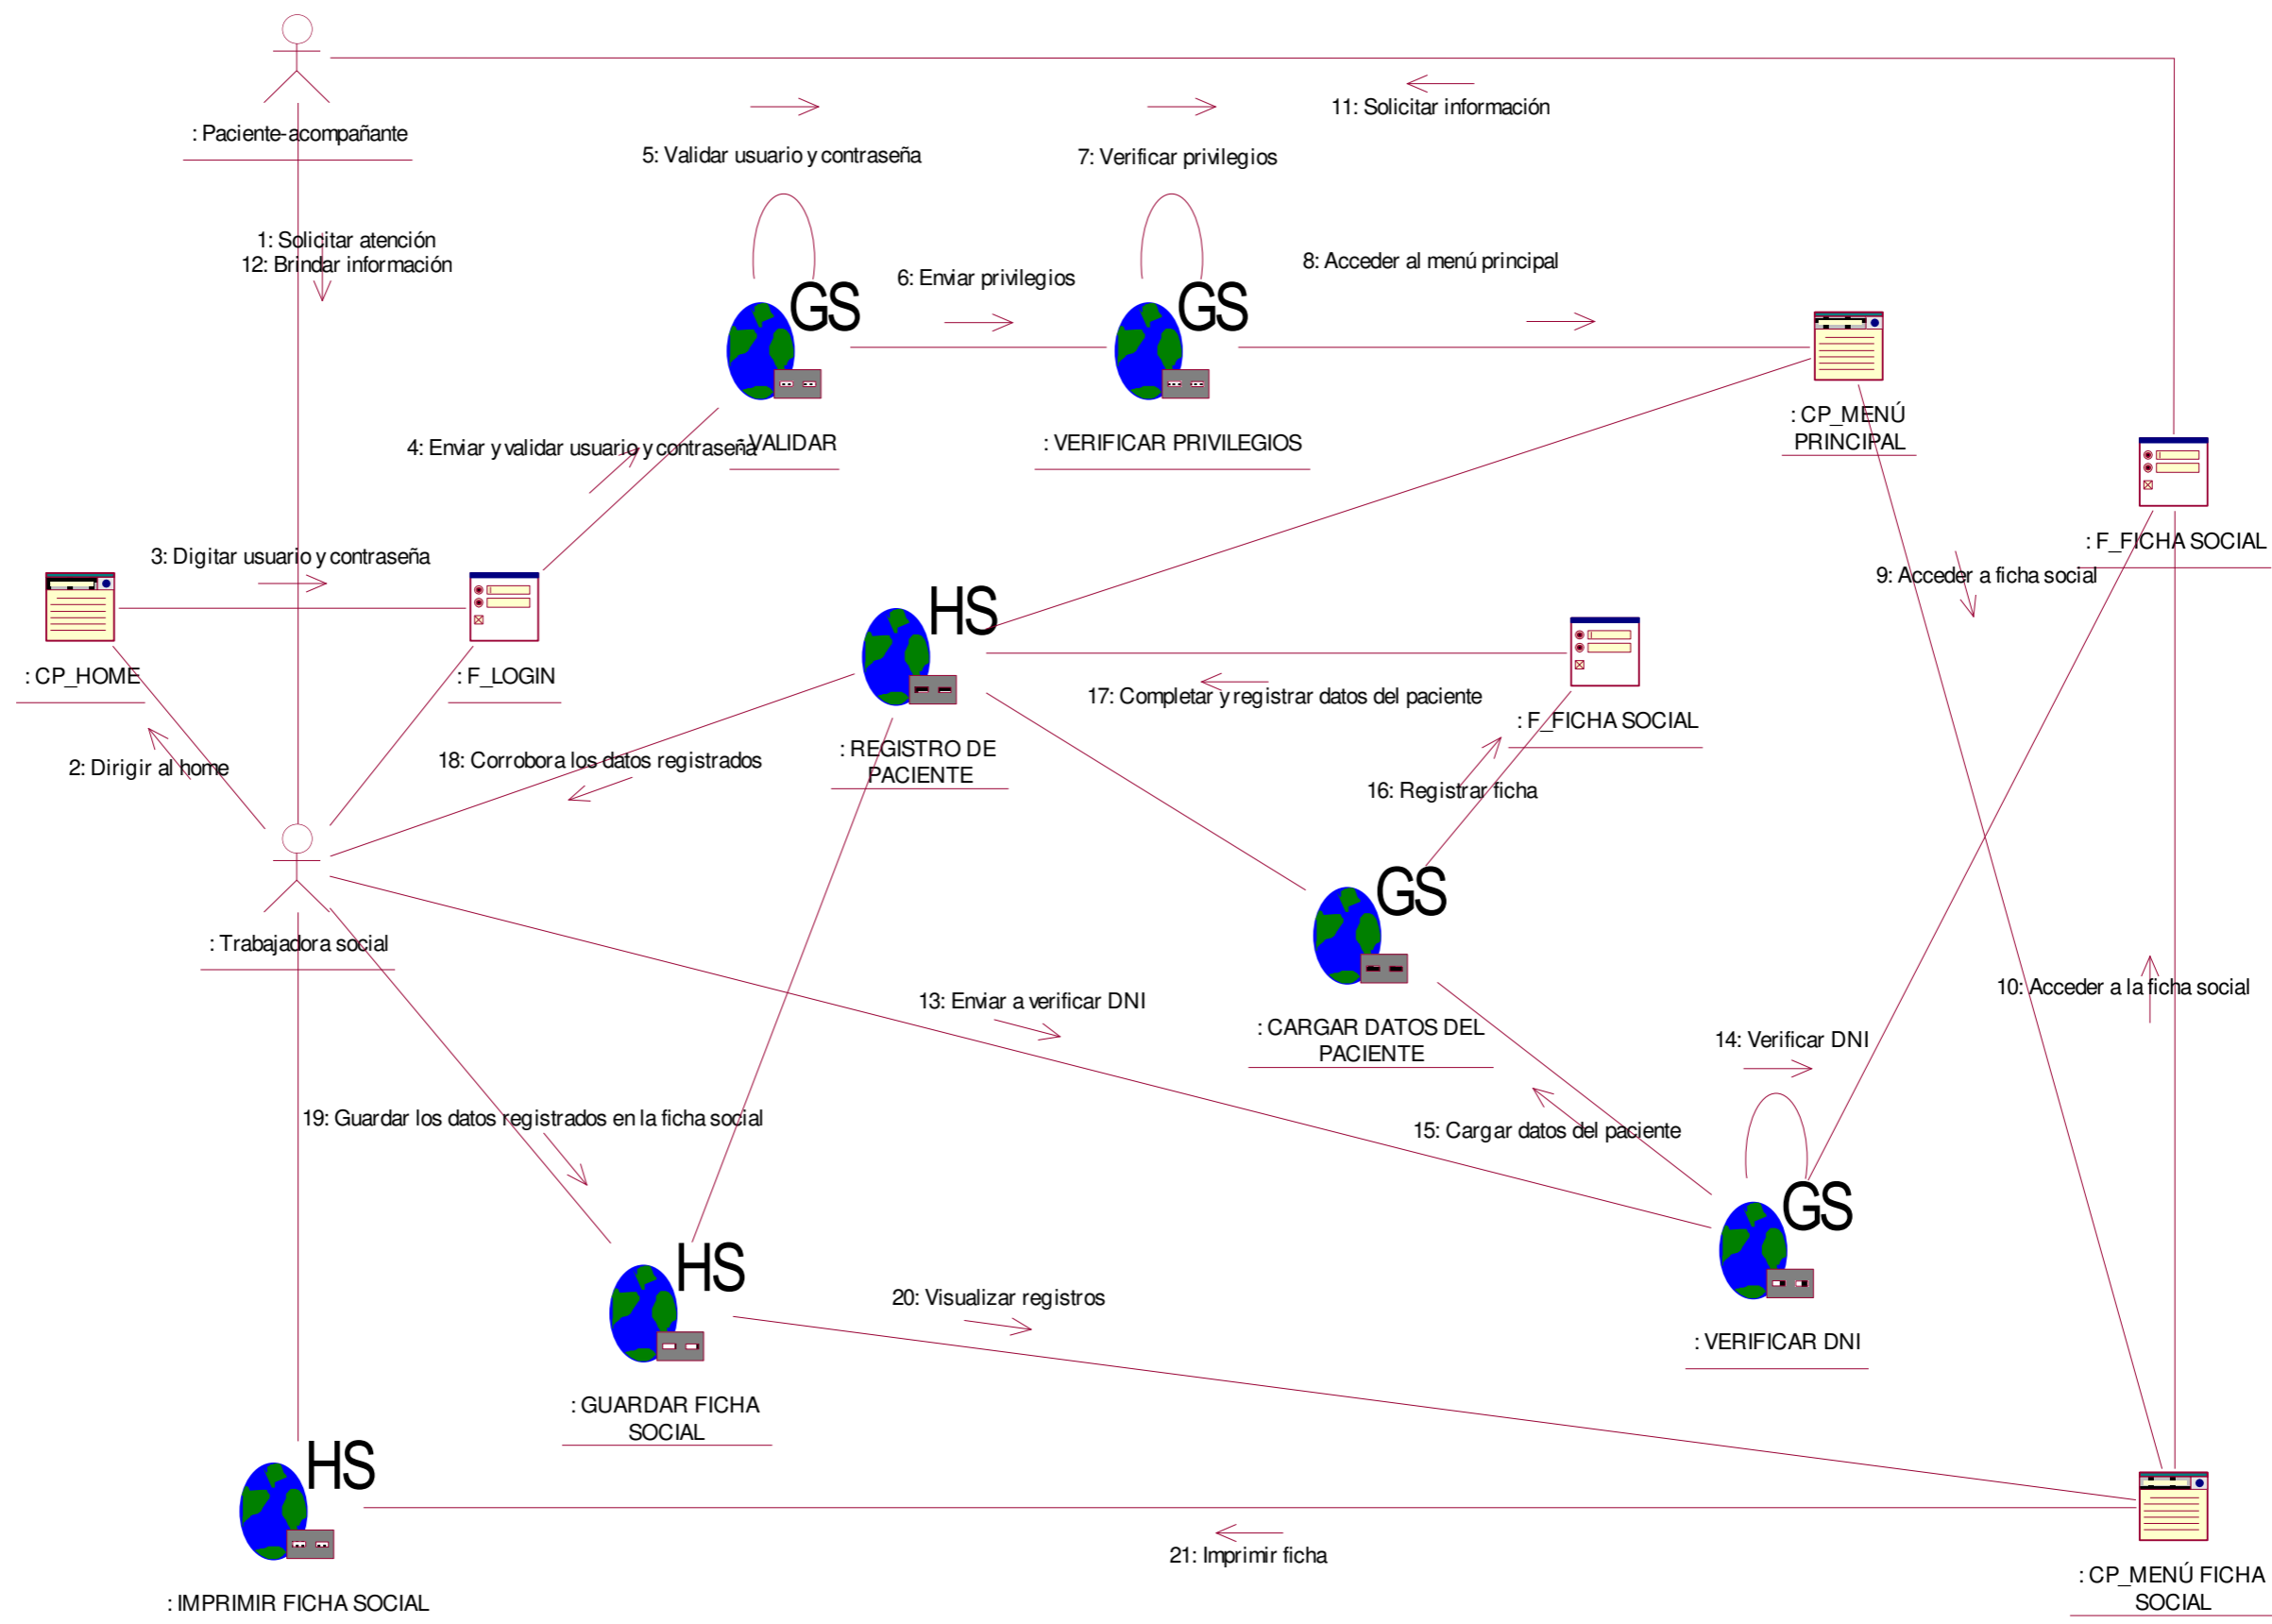 : Paciente-acompañante
11: Solicitar información
5: Validar usuario y contraseña
7: Verificar privilegios
1: Solicitar atención
12: Brindar información
6: Enviar privilegios
8: Acceder al menú principal
GS
GS
4: Enviar y validar usuario y contraseña
: VALIDAR
: VERIFICAR PRIVILEGIOS
: CP_MENÚ
PRINCIPAL
3: Digitar usuario y contraseña
: F_FICHA SOCIAL
9: Acceder a ficha social
HS
: CP_HOME
: F_LOGIN
17: Completar y registrar datos del paciente
: F_FICHA SOCIAL
2: Dirigir al home
18: Corrobora los datos registrados
: REGISTRO DE
PACIENTE
16: Registrar ficha
GS
: Trabajadora social
13: Enviar a verificar DNI
10: Acceder a la ficha social
: CARGAR DATOS DEL
PACIENTE
14: Verificar DNI
19: Guardar los datos registrados en la ficha social
15: Cargar datos del paciente
GS
HS
20: Visualizar registros
: VERIFICAR DNI
: GUARDAR FICHA
SOCIAL
HS
21: Imprimir ficha
: CP_MENÚ FICHA
SOCIAL
: IMPRIMIR FICHA SOCIAL